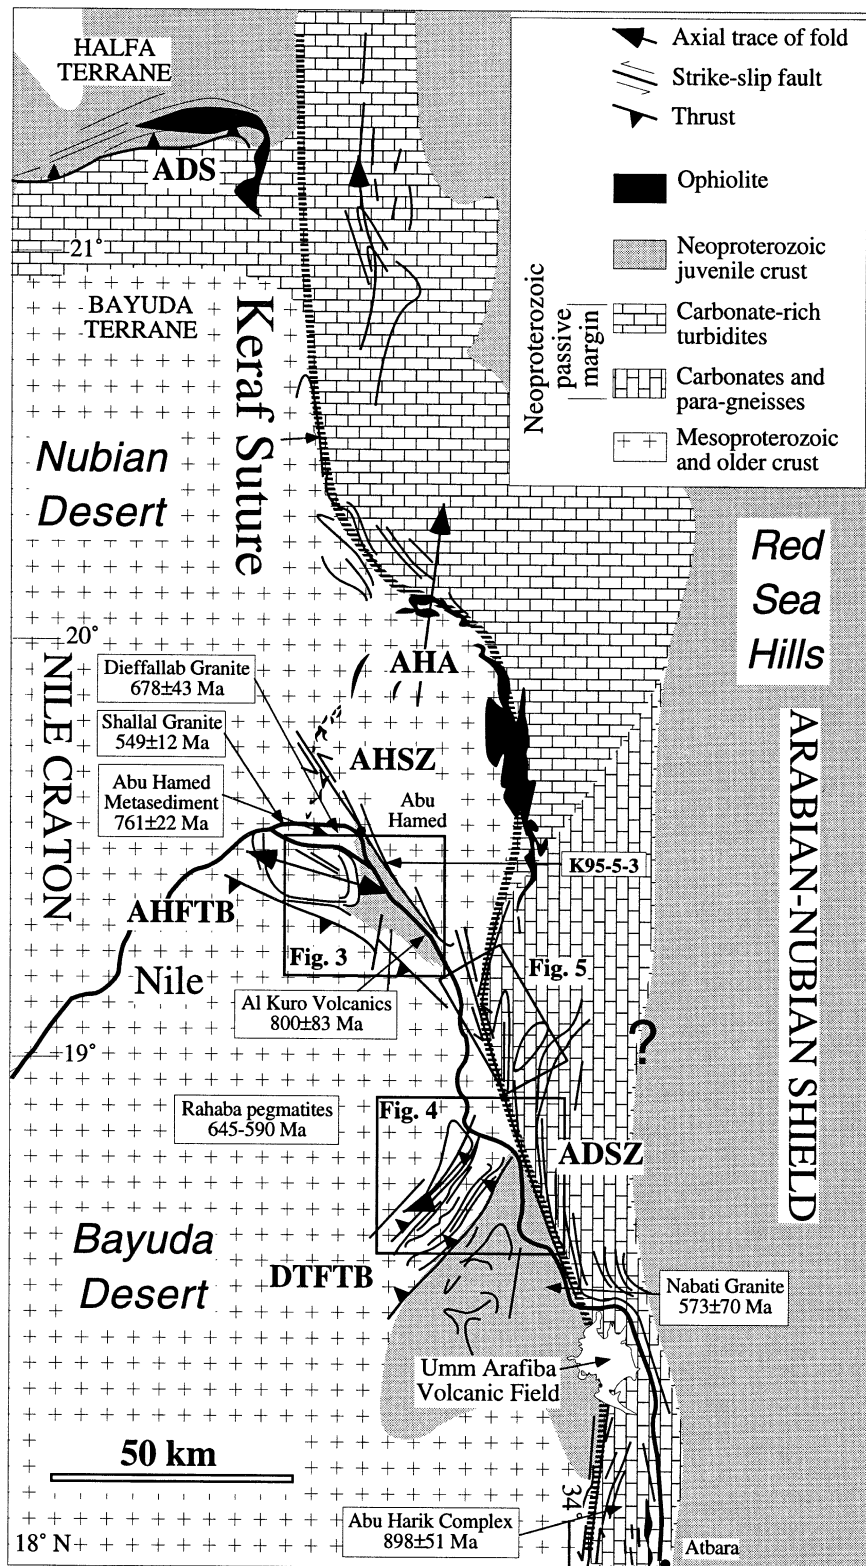 HALFA
TERRANE
ADS
21°
BAYUDA
TERRANE
Keraf Suture
Nubian
Desert
Axial trace of fold
Strike-slip fault
Thrust
Ophiolite
Neoproterozoic
juvenile crust
Neoproterozoic
passive
margin
Carbonate-rich
turbidites
Carbonates and
para-gneisses
Mesoproterozoic
and older crust
Red
Sea
Hills
20°
NILE CRATON
AHA
Dieffallab Granite
678±43 Ma
Shallal Granite
549±12 Ma
AHSZ
Abu Hamed
Metasediment
761±22 Ma
Abu
Hamed
K95-5-3
ARABIAN-NUBIAN SHIELD
AHFTB
Fig. 3
Nile
Fig. 5
Al Kuro Volcanics
800±83 Ma
?
19°
Rahaba pegmatites
645-590 Ma
Fig. 4
ADSZ
Bayuda
Desert
DTFTB
Nabati Granite
573±70 Ma
Umm Arafiba
Volcanic Field
50 km
34°
Abu Harik Complex
898±51 Ma
18° N
Atbara